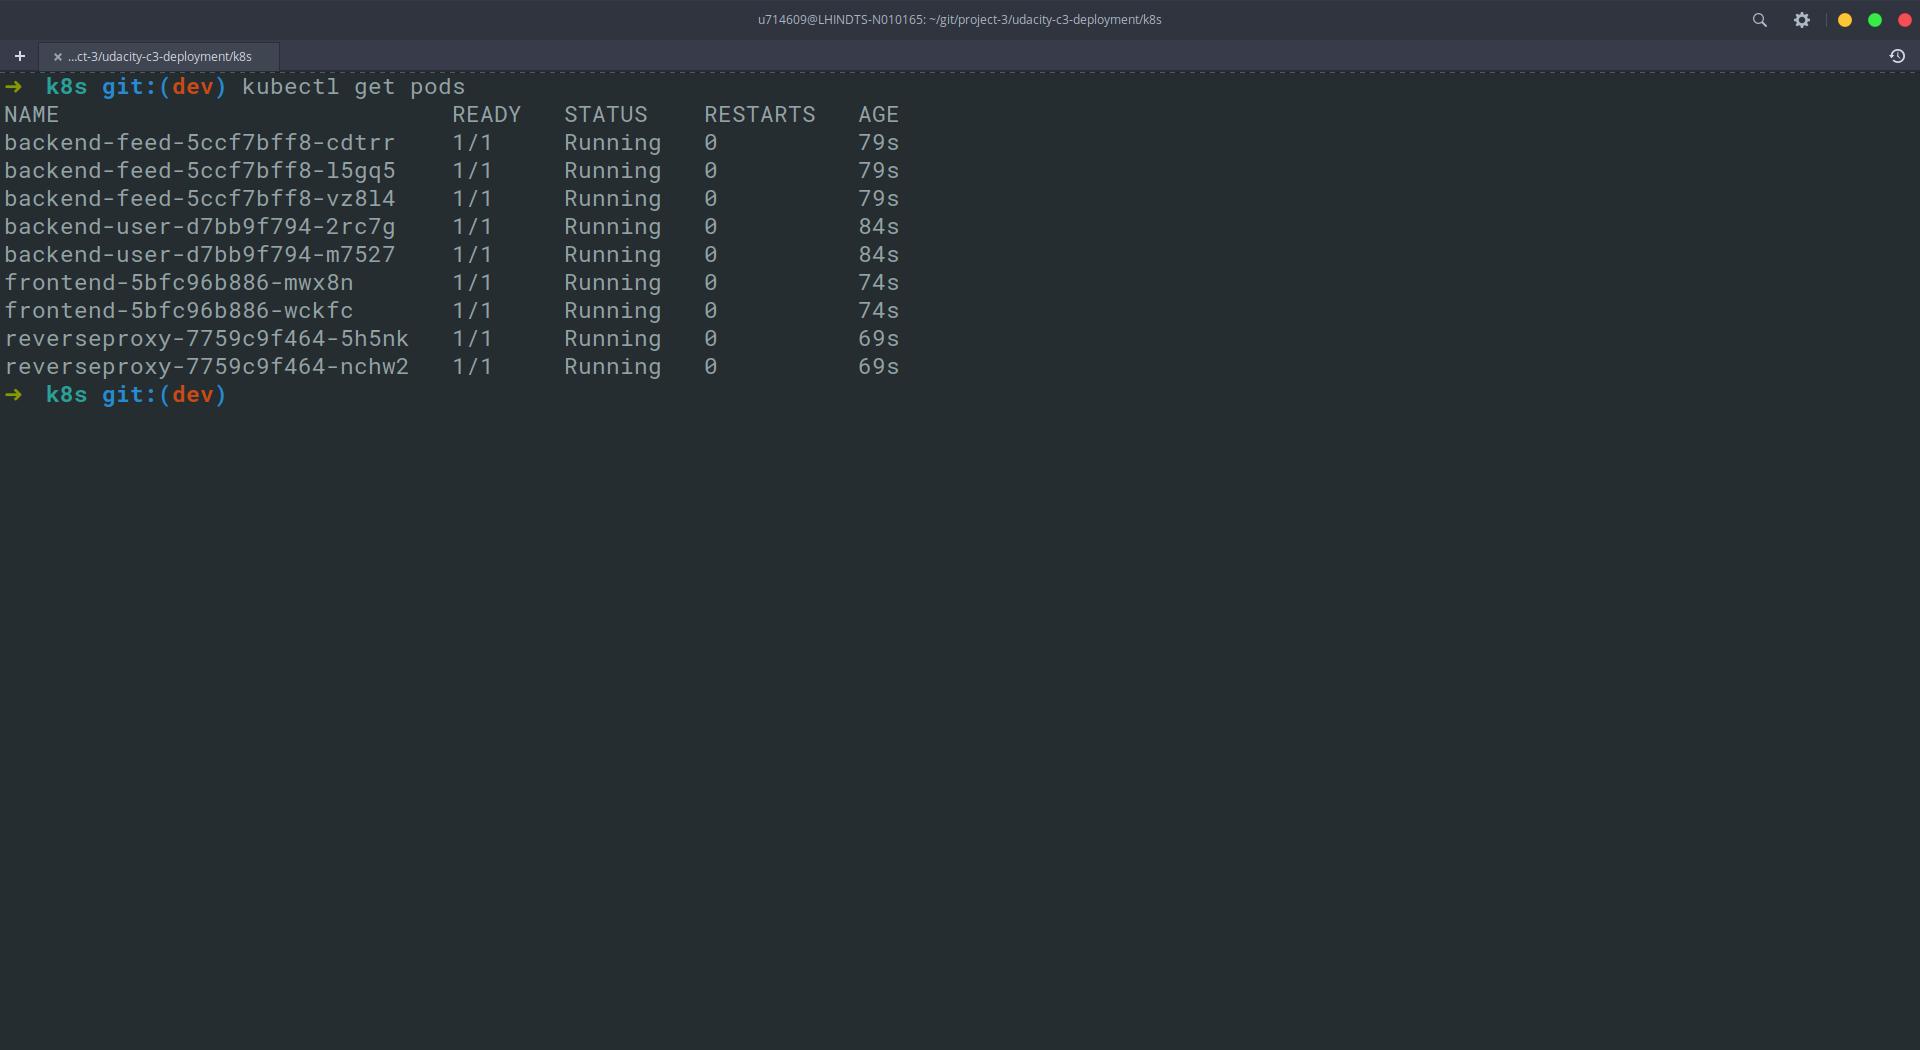 u714609@LHINDTS-N010165: ~/git/project-3/udacity-c3-deployment/k8s
+ × ...ct-3/udacity-c3-deployment/k8s
➜ k8s git:(dev) kubectl get pods
NAME READY STATUS RESTARTS AGE
backend-feed-5ccf7bff8-cdtrr 1/1 Running 0 79s
backend-feed-5ccf7bff8-l5gq5 1/1 Running 0 79s
backend-feed-5ccf7bff8-vz8l4 1/1 Running 0 79s
backend-user-d7bb9f794-2rc7g 1/1 Running 0 84s
backend-user-d7bb9f794-m7527 1/1 Running 0 84s
frontend-5bfc96b886-mwx8n 1/1 Running 0 74s
frontend-5bfc96b886-wckfc 1/1 Running 0 74s
reverseproxy-7759c9f464-5h5nk 1/1 Running 0 69s
reverseproxy-7759c9f464-nchw2 1/1 Running 0 69s
➜ k8s git:(dev)